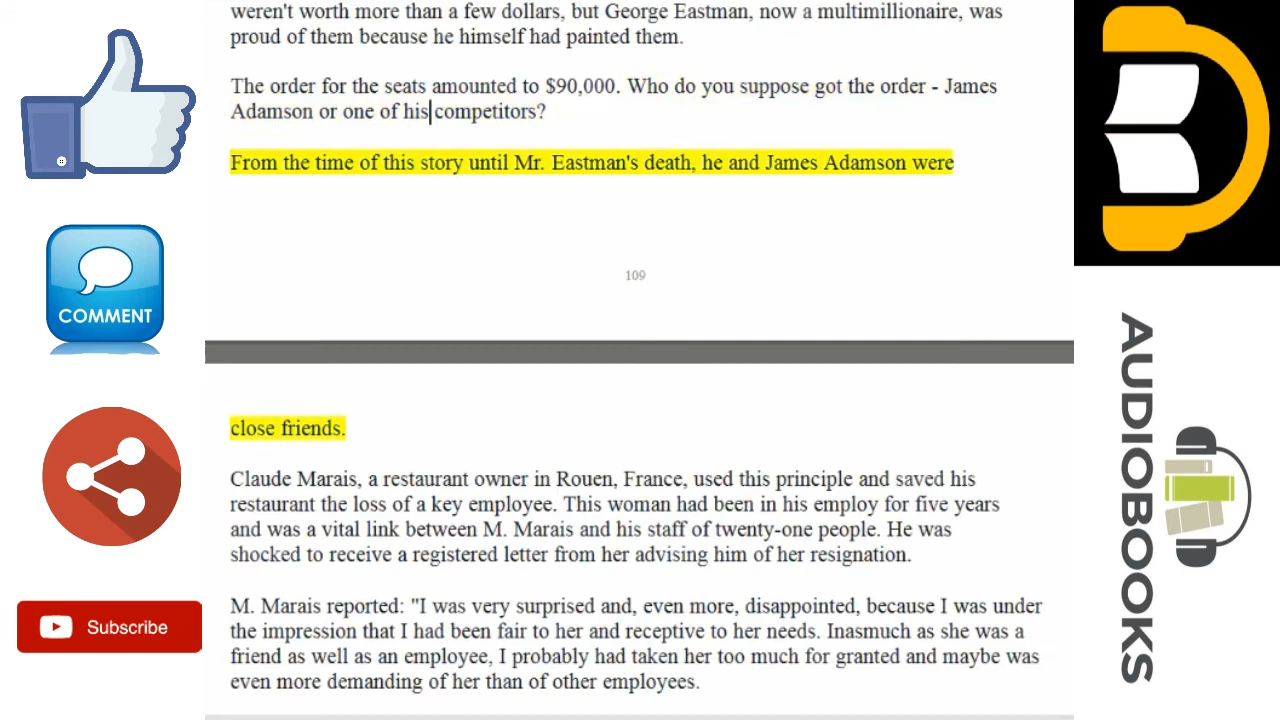 weren't worth more than a few dollars, but George Eastman, now a multimillionaire, was
proud of them because he himself had painted them.
The order for the seats amounted to $90,000. Who do you suppose got the order - James
Adamson or one of his competitors?
From the time of this story until Mr. Eastman's death, he and James Adamson were
109
close friends.
Claude Marais, a restaurant owner in Rouen, France, used this principle and saved his
restaurant the loss of a key employee. This woman had been in his employ for five years
and was a vital link between M. Marais and his staff of twenty-one people. He was
shocked to receive a registered letter from her advising him of her resignation.
M. Marais reported: "I was very surprised and, even more, disappointed, because I was under
the impression that I had been fair to her and receptive to her needs. Inasmuch as she was a
friend as well as an employee, I probably had taken her too much for granted and maybe was
even more demanding of her than of other employees.
COMMENT
Subscribe
AUDIOBOOKS